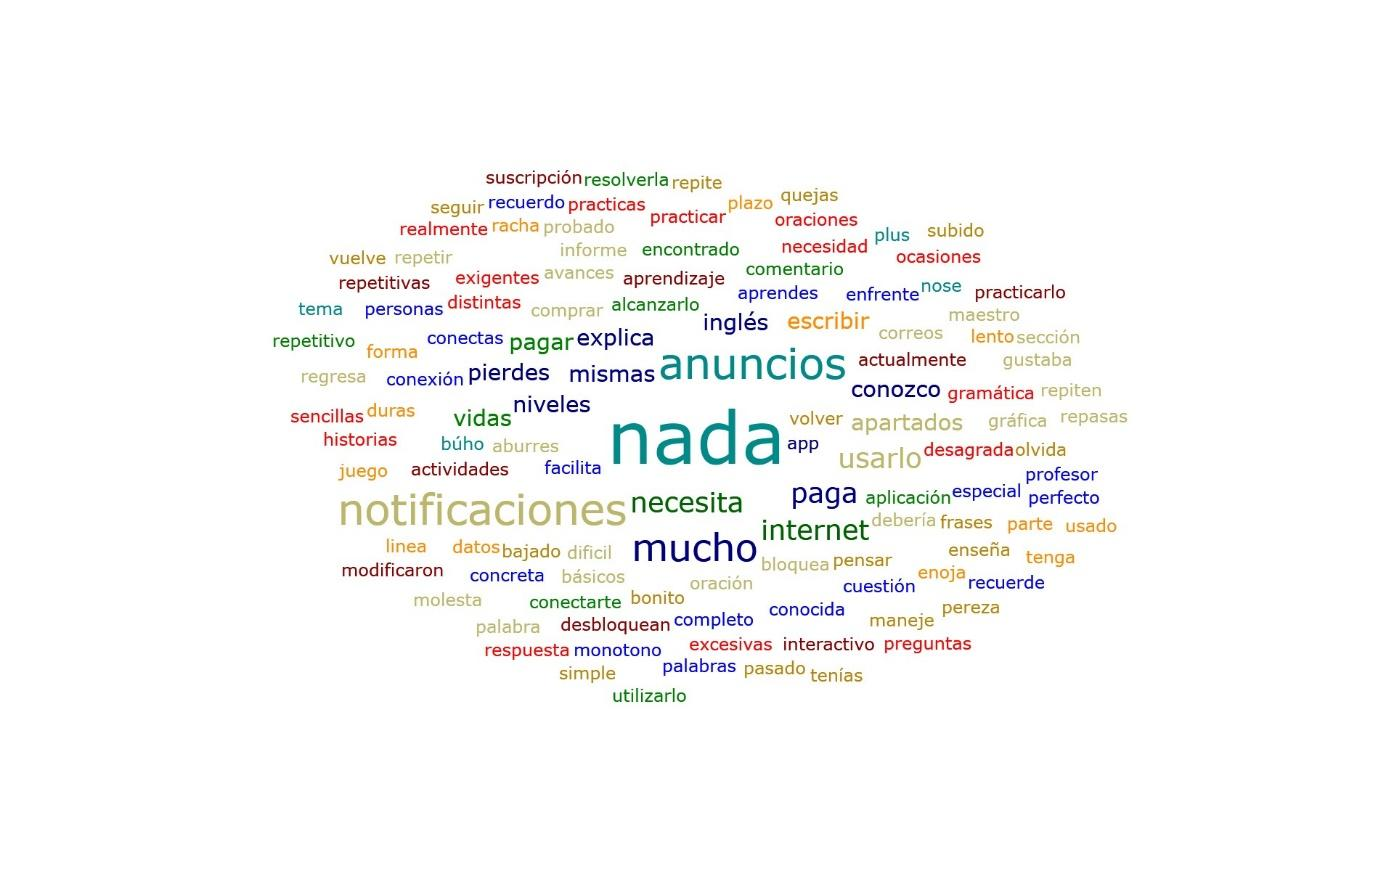 suscripción resolverla repite
seguir recuerdo practicas plazo quejas
realmente racha probado practicar oraciones
vuelve repetir informe encontrado necesidad plus subido
repetitivas exigentes avances aprendizaje comentario ocasiones
tema personas distintas comprar alcanzarlo aprendes enfrente nose practicarlo
repetitivo conectas pagar explica inglés escribir correos maestro
forma lento sección
regresa conexión pierdes mismas anuncios actualmente gustaba
sencillas duras niveles conozco gramática repiten
historias vidas volver apartados gráfica repasas
búho aburres nada app usarlo desagrada olvida
juego actividades facilita profesor
notificaciones necesita paga aplicación especial perfecto
internet debería frases parte usado
linea datos bajado dificil mucho enseña
modificaron concreta básicos bloquea pensar enoja tenga
molesta oración cuestión recuerde
conectarte bonito conocida pereza
palabra desbloquean completo maneje
respuesta monotono excesivas interactivo preguntas
simple palabras pasado tenías
utilizarlo